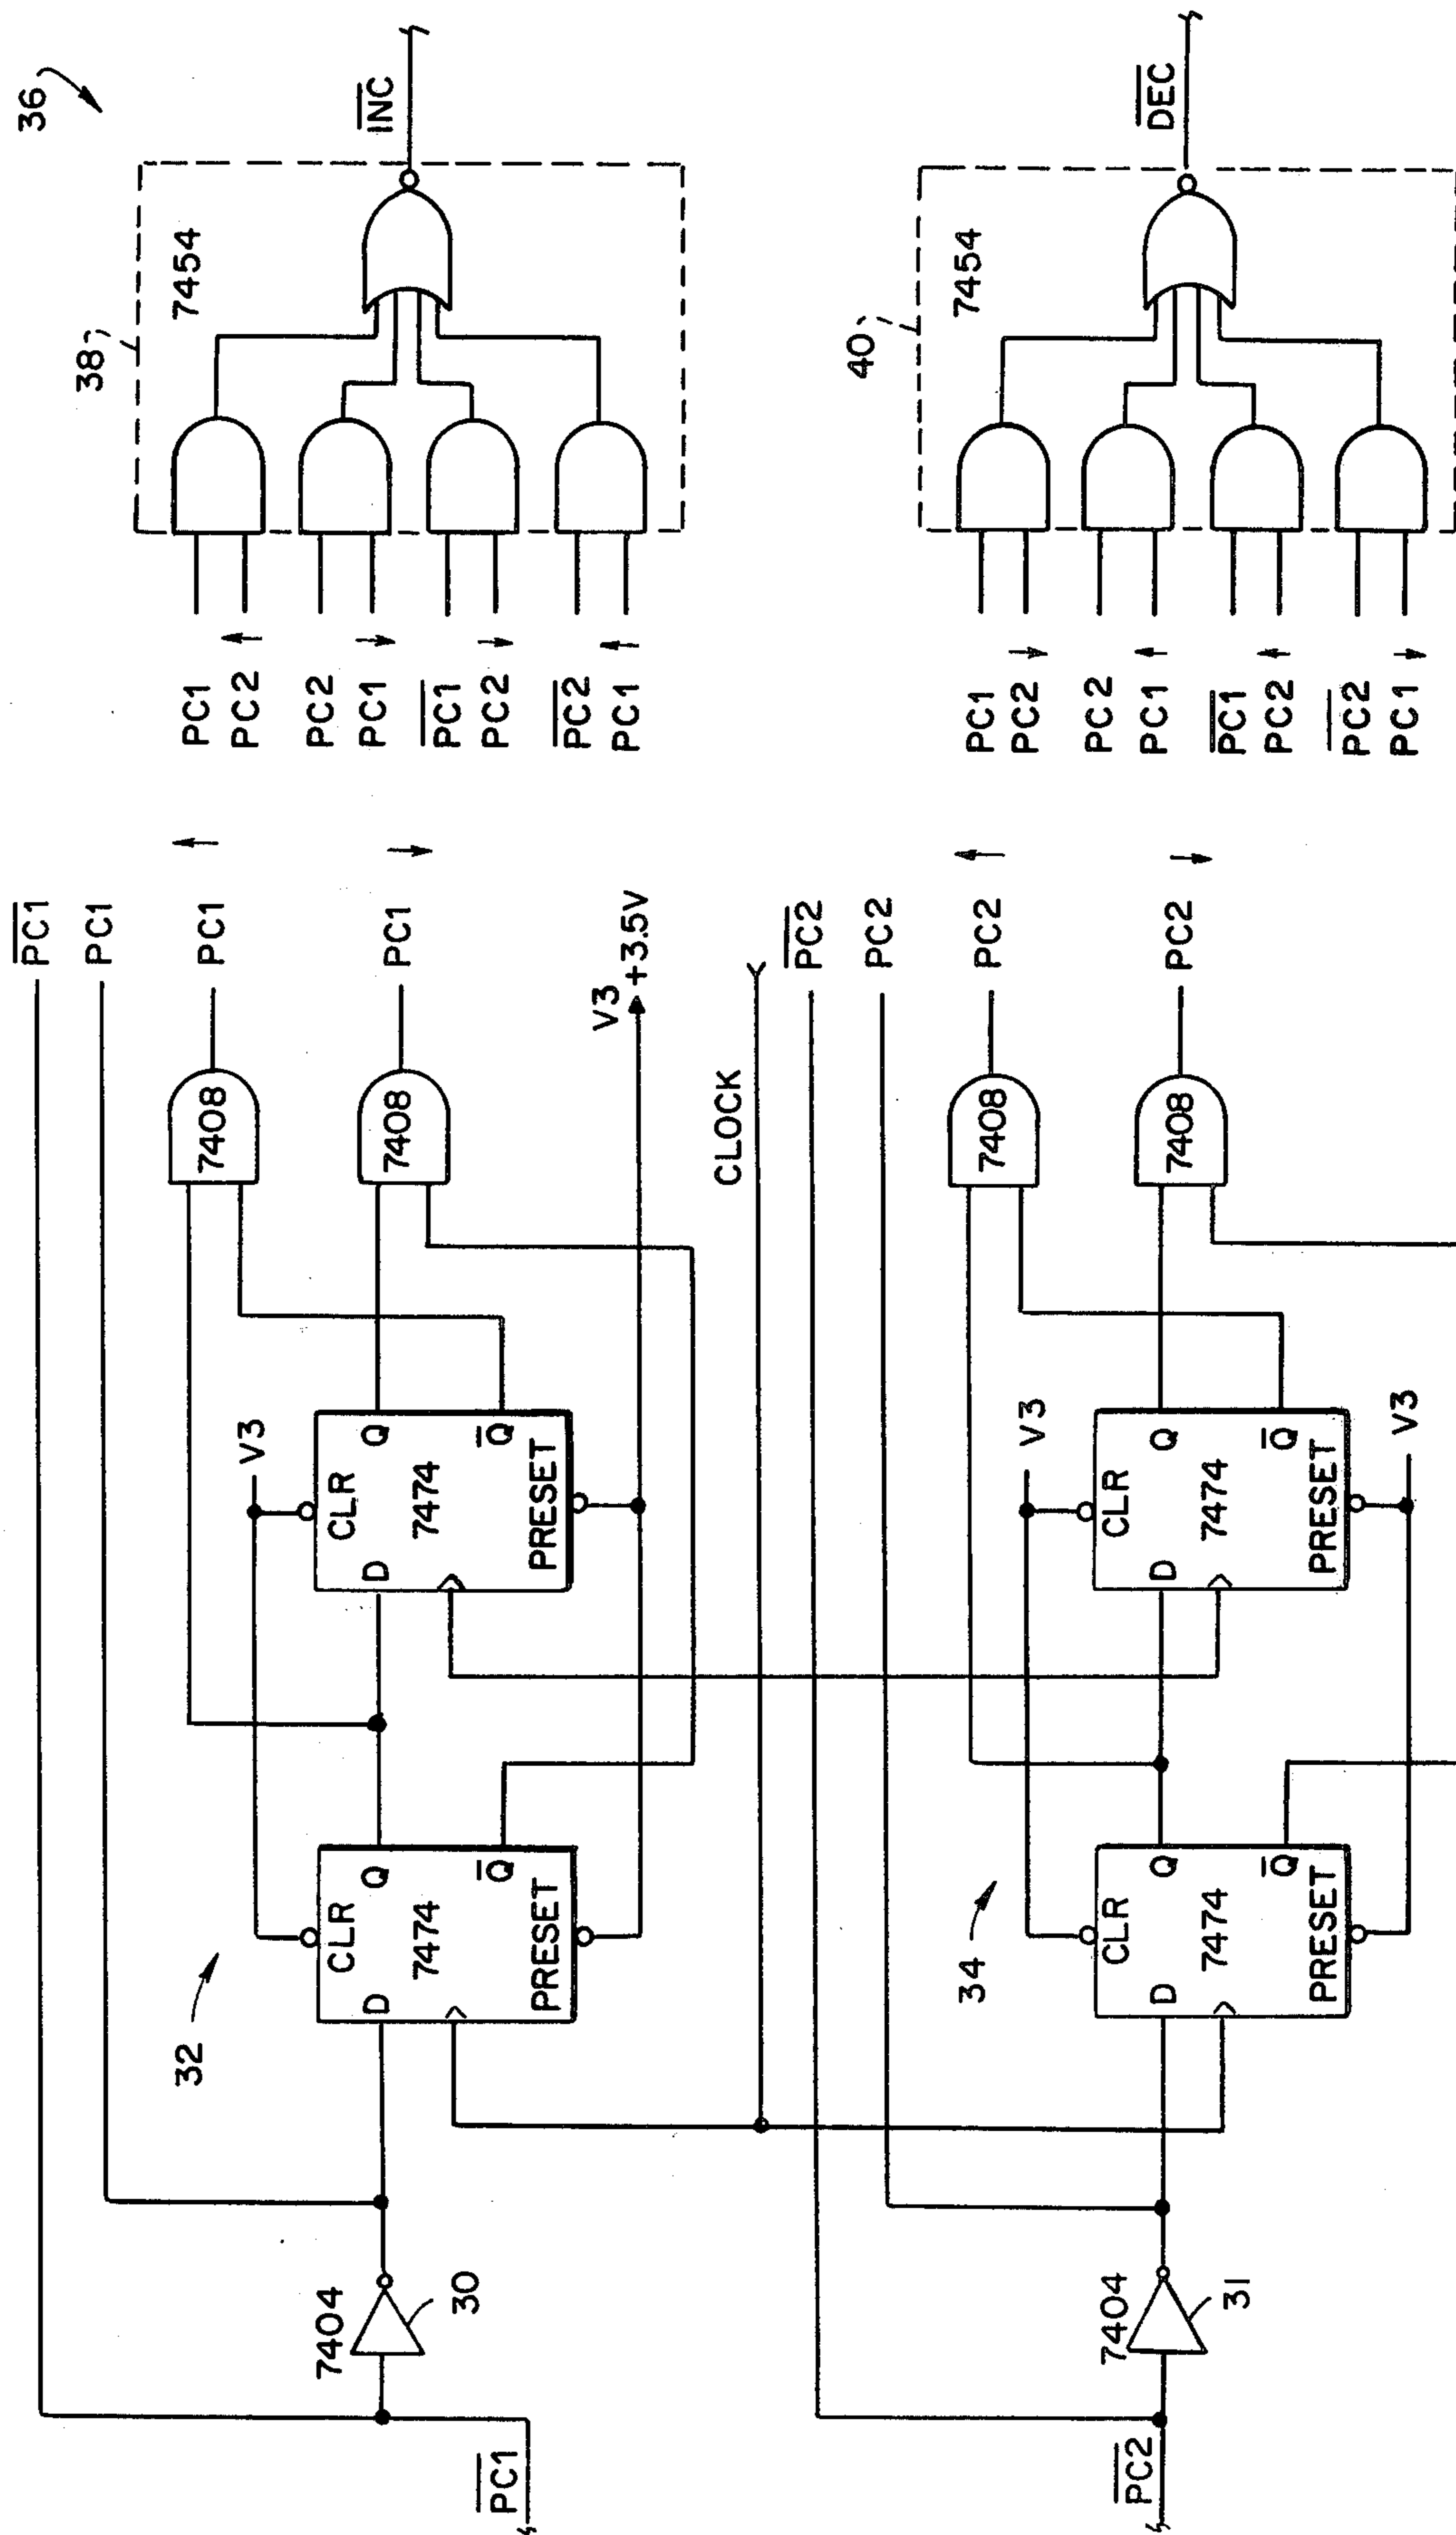 36
38
7454
INC
PC1
PC2 ↑
PC2
PC1 ↓
PC1
PC2 ↓
PC2
PC1 ↑
40
7454
DEC
PC1
PC2 ↓
PC2
PC1 ↑
PC1
PC2 ↑
PC2
PC1 ↓
PC1
PC1
PC1 ↑
PC1 ↓
7408
7408
V3 +3.5V
CLOCK
PC2
PC2
PC2 ↑
PC2 ↓
7408
7408
V3
CLR
D
Q
7474
Q
PRESET
32
CLR
D
Q
7474
Q
PRESET
V3
CLR
D
Q
7474
Q
PRESET
V3
34
CLR
D
Q
7474
Q
PRESET
7404
30
PC1
7404
31
PC2